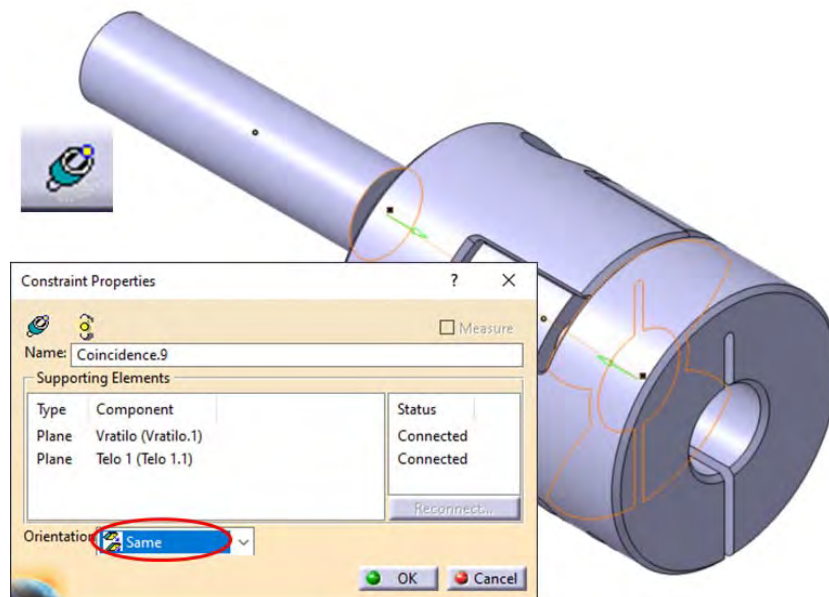 Constraint Properties ? X
Measure
Name: Coincidence.9
Supporting Elements
Type Component Status
Plane Vratilo (Vratilo.1) Connected
Plane Telo 1 (Telo 1.1) Connected
Reconnect...
Orientation Same
OK Cancel